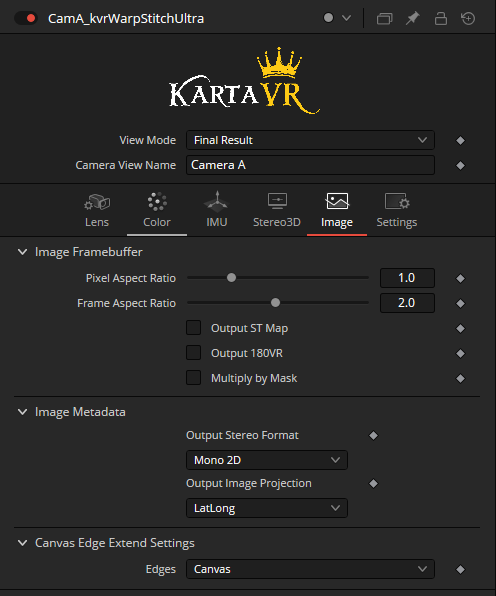 CamA_kvrWarpStitchUltra
KARTAVR
View Mode Final Result
Camera View Name Camera A
Lens Color IMU Stereo3D Image Settings
Image Framebuffer
Pixel Aspect Ratio 1.0
Frame Aspect Ratio 2.0
Output ST Map
Output 180VR
Multiply by Mask
Image Metadata
Output Stereo Format
Mono 2D
Output Image Projection
LatLong
Canvas Edge Extend Settings
Edges Canvas